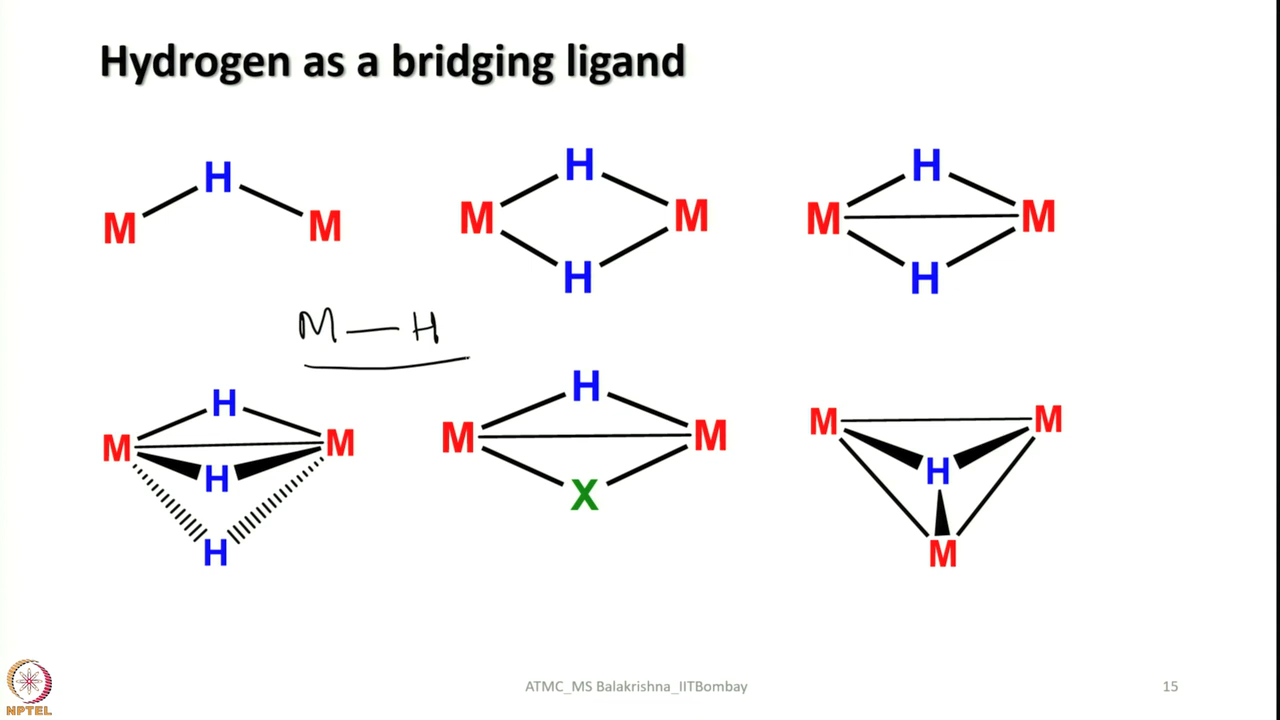 Hydrogen as a bridging ligand
H H H
M M M M M M
H H
M — H
H H
M M M M M M
H H
X
H M
NPTEL
ATMC_MS Balakrishna_IITBombay 15